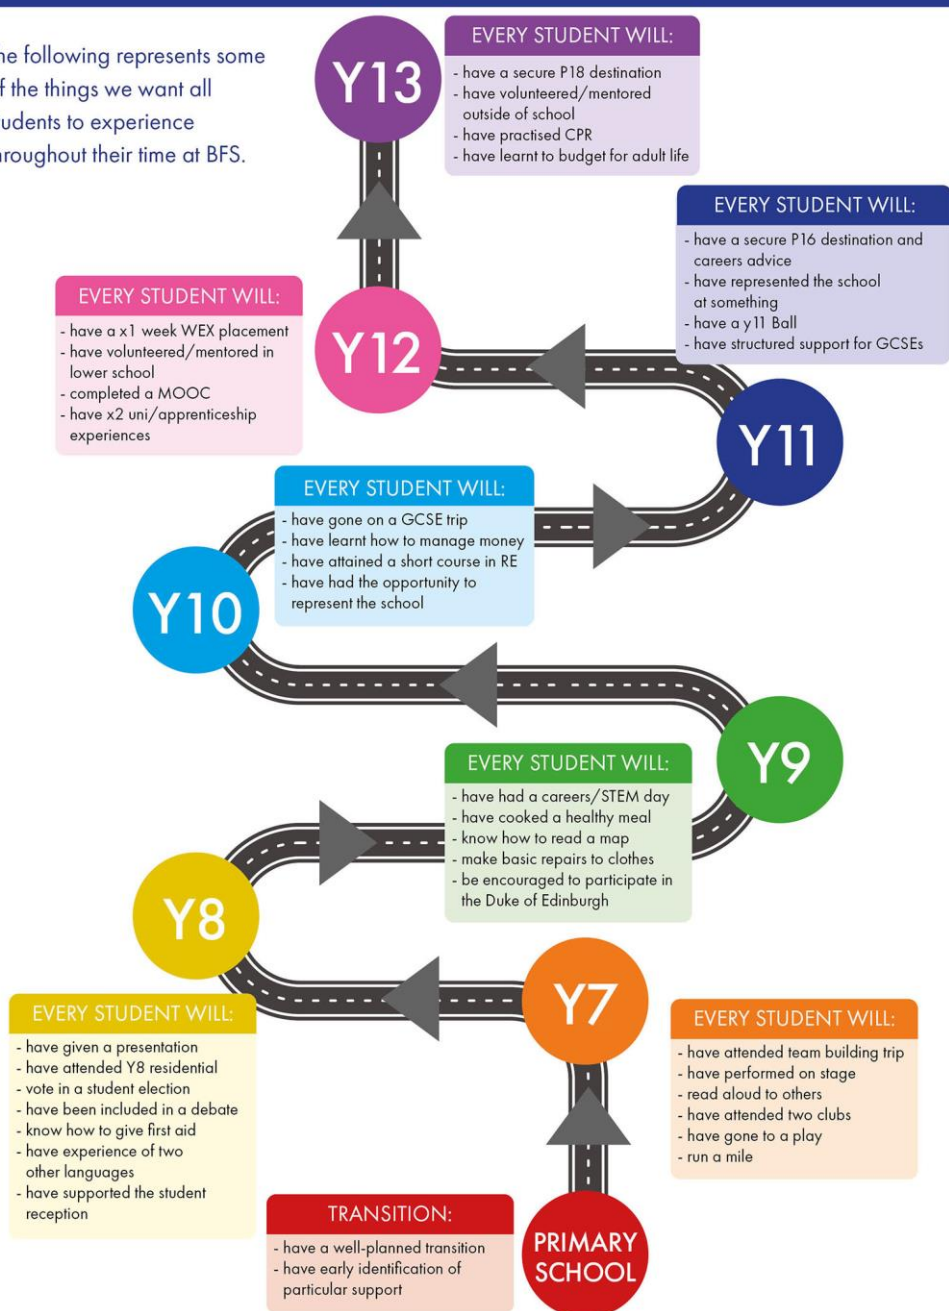 he following represents some
f the things we want all
tudents to experience
hroughout their time at BFS.
Y13
EVERY STUDENT WILL:
- have a secure P18 destination
- have volunteered/mentored
outside of school
- have practised CPR
- have learnt to budget for adult life
EVERY STUDENT WILL:
- have a secure P16 destination and
careers advice
- have represented the school
at something
- have a y11 Ball
- have structured support for GCSEs
EVERY STUDENT WILL:
- have a x1 week WEX placement
- have volunteered/mentored in
lower school
- completed a MOOC
- have x2 uni/apprenticeship
experiences
Y12
Y11
EVERY STUDENT WILL:
- have gone on a GCSE trip
- have learnt how to manage money
- have attained a short course in RE
- have had the opportunity to
represent the school
Y10
Y9
EVERY STUDENT WILL:
- have had a careers/STEM day
- have cooked a healthy meal
- know how to read a map
- make basic repairs to clothes
- be encouraged to participate in
the Duke of Edinburgh
Y8
Y7
EVERY STUDENT WILL:
- have given a presentation
- have attended Y8 residential
- vote in a student election
- have been included in a debate
- know how to give first aid
- have experience of two
other languages
- have supported the student
reception
EVERY STUDENT WILL:
- have attended team building trip
- have performed on stage
- read aloud to others
- have attended two clubs
- have gone to a play
- run a mile
TRANSITION:
- have a well-planned transition
- have early identification of
particular support
PRIMARY
SCHOOL